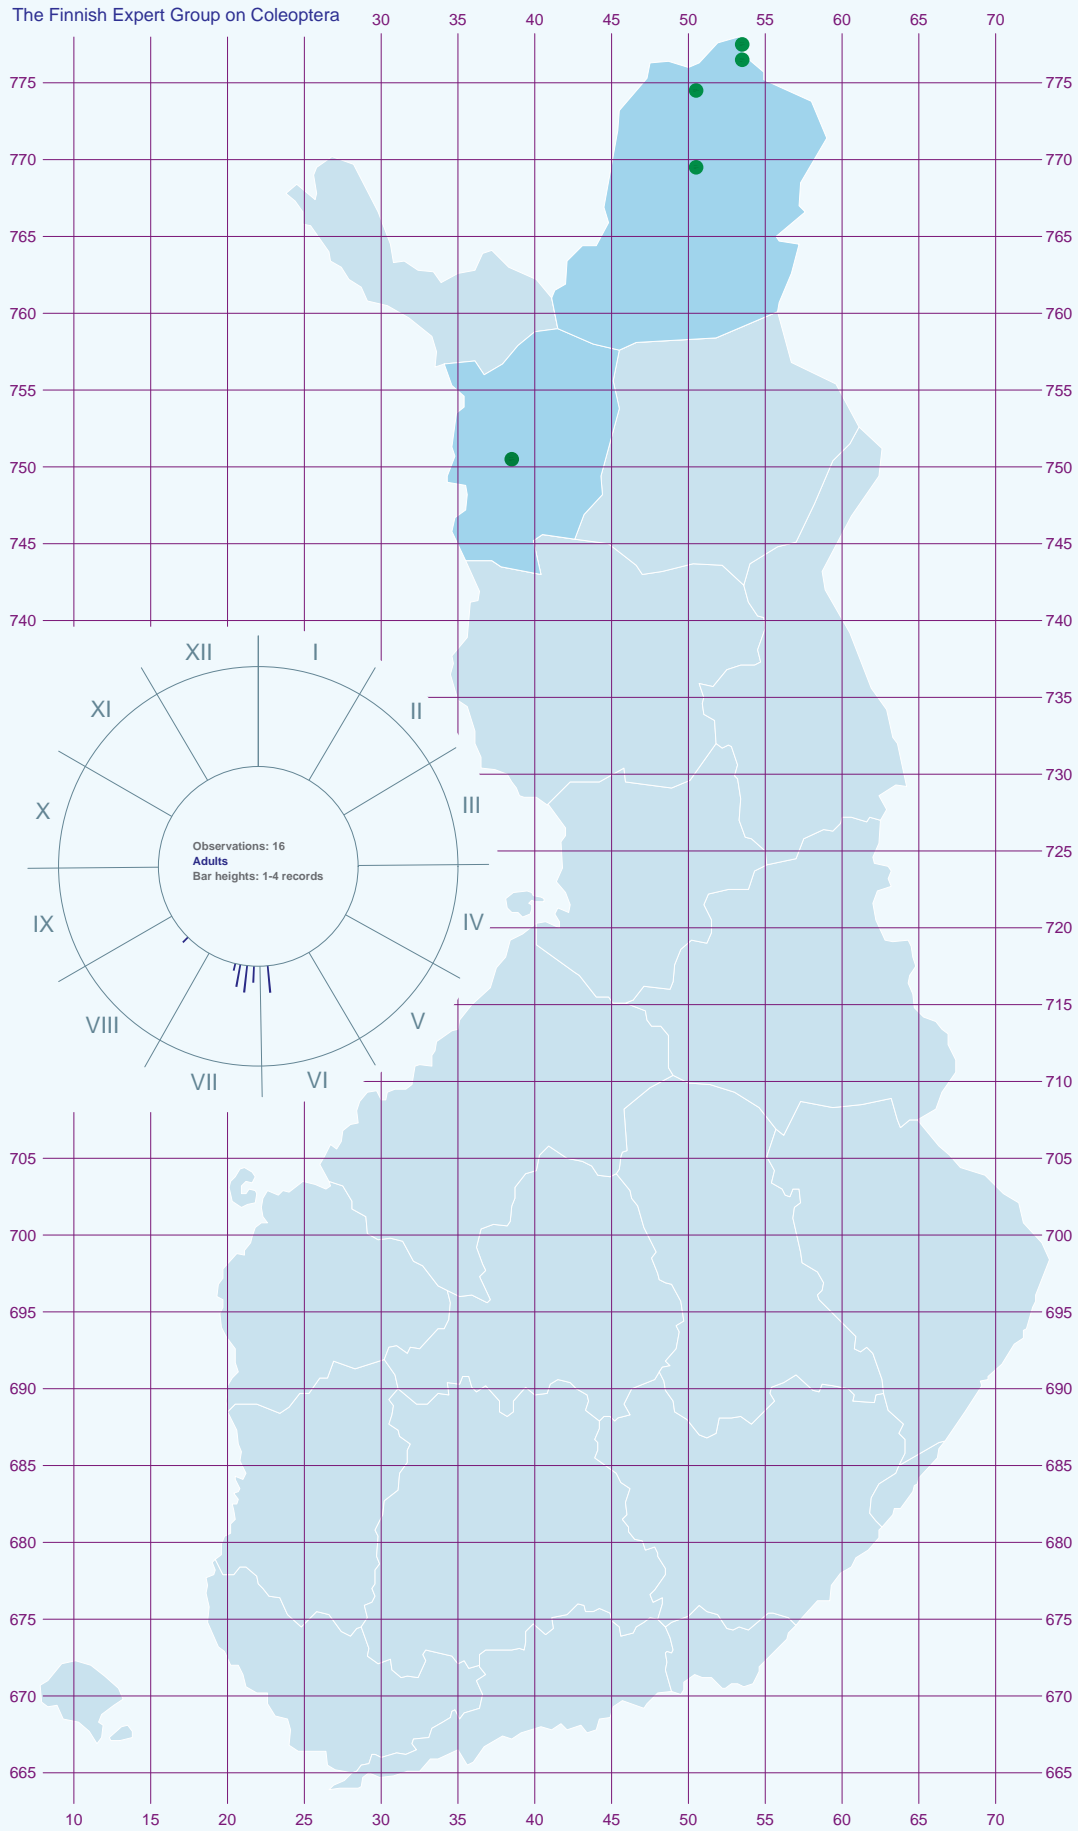 The Finnish Expert Group on Coleoptera
30 35 40 45 50 55 60 65 70
775 775
770 770
765 765
760 760
755 755
750 750
745 745
740 740
XII I
XI II
735
730
X III
Observations: 16
725
Adults
Bar heights: 1-4 records
IX IV 720
715
VIII V
VII VI
710
705 705
700 700
695 695
690 690
685 685
680 680
675 675
670 670
665 665
10 15 20 25 30 35 40 45 50 55 60 65 70